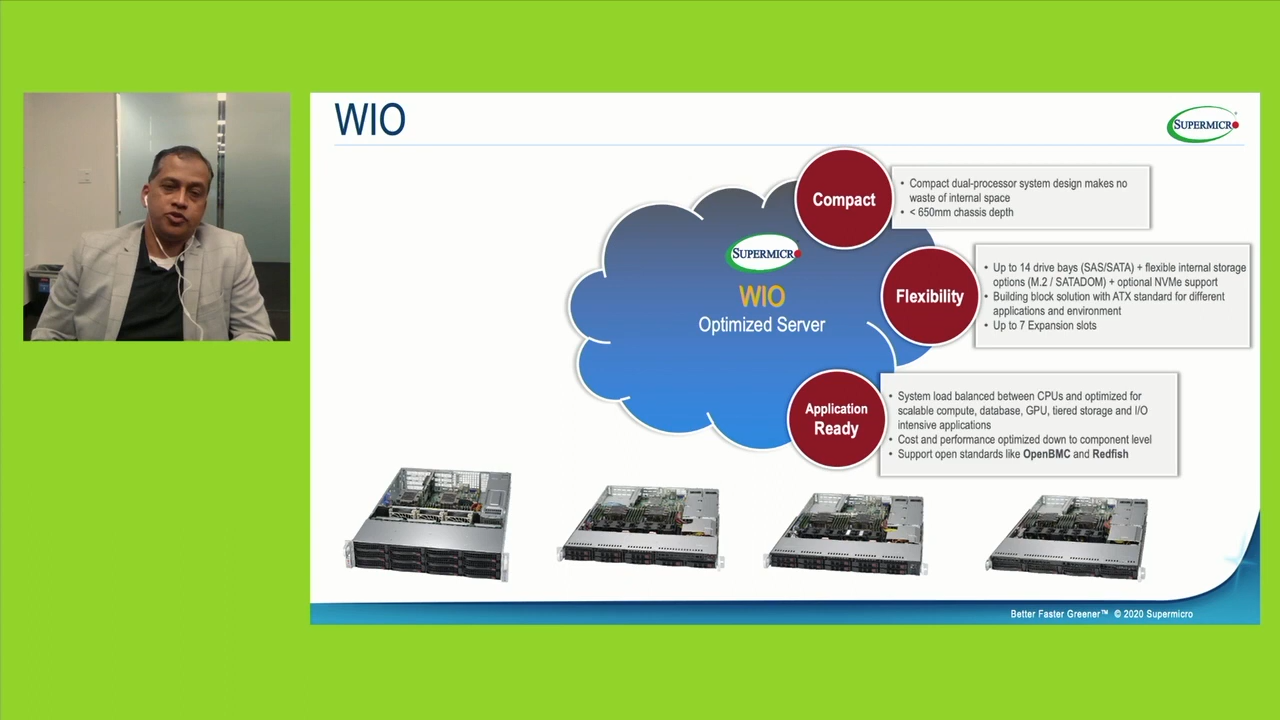 WIO
SUPERMICRO
Compact
• Compact dual-processor system design makes no
waste of internal space
• < 650mm chassis depth
SUPERMICRO
WIO
Optimized Server
Flexibility
• Up to 14 drive bays (SAS/SATA) + flexible internal storage
options (M.2 / SATADOM) + optional NVMe support
• Building block solution with ATX standard for different
applications and environment
• Up to 7 Expansion slots
Application
Ready
• System load balanced between CPUs and optimized for
scalable compute, database, GPU, tiered storage and I/O
intensive applications
• Cost and performance optimized down to component level
• Support open standards like OpenBMC and Redfish
Better Faster Greener™ © 2020 Supermicro